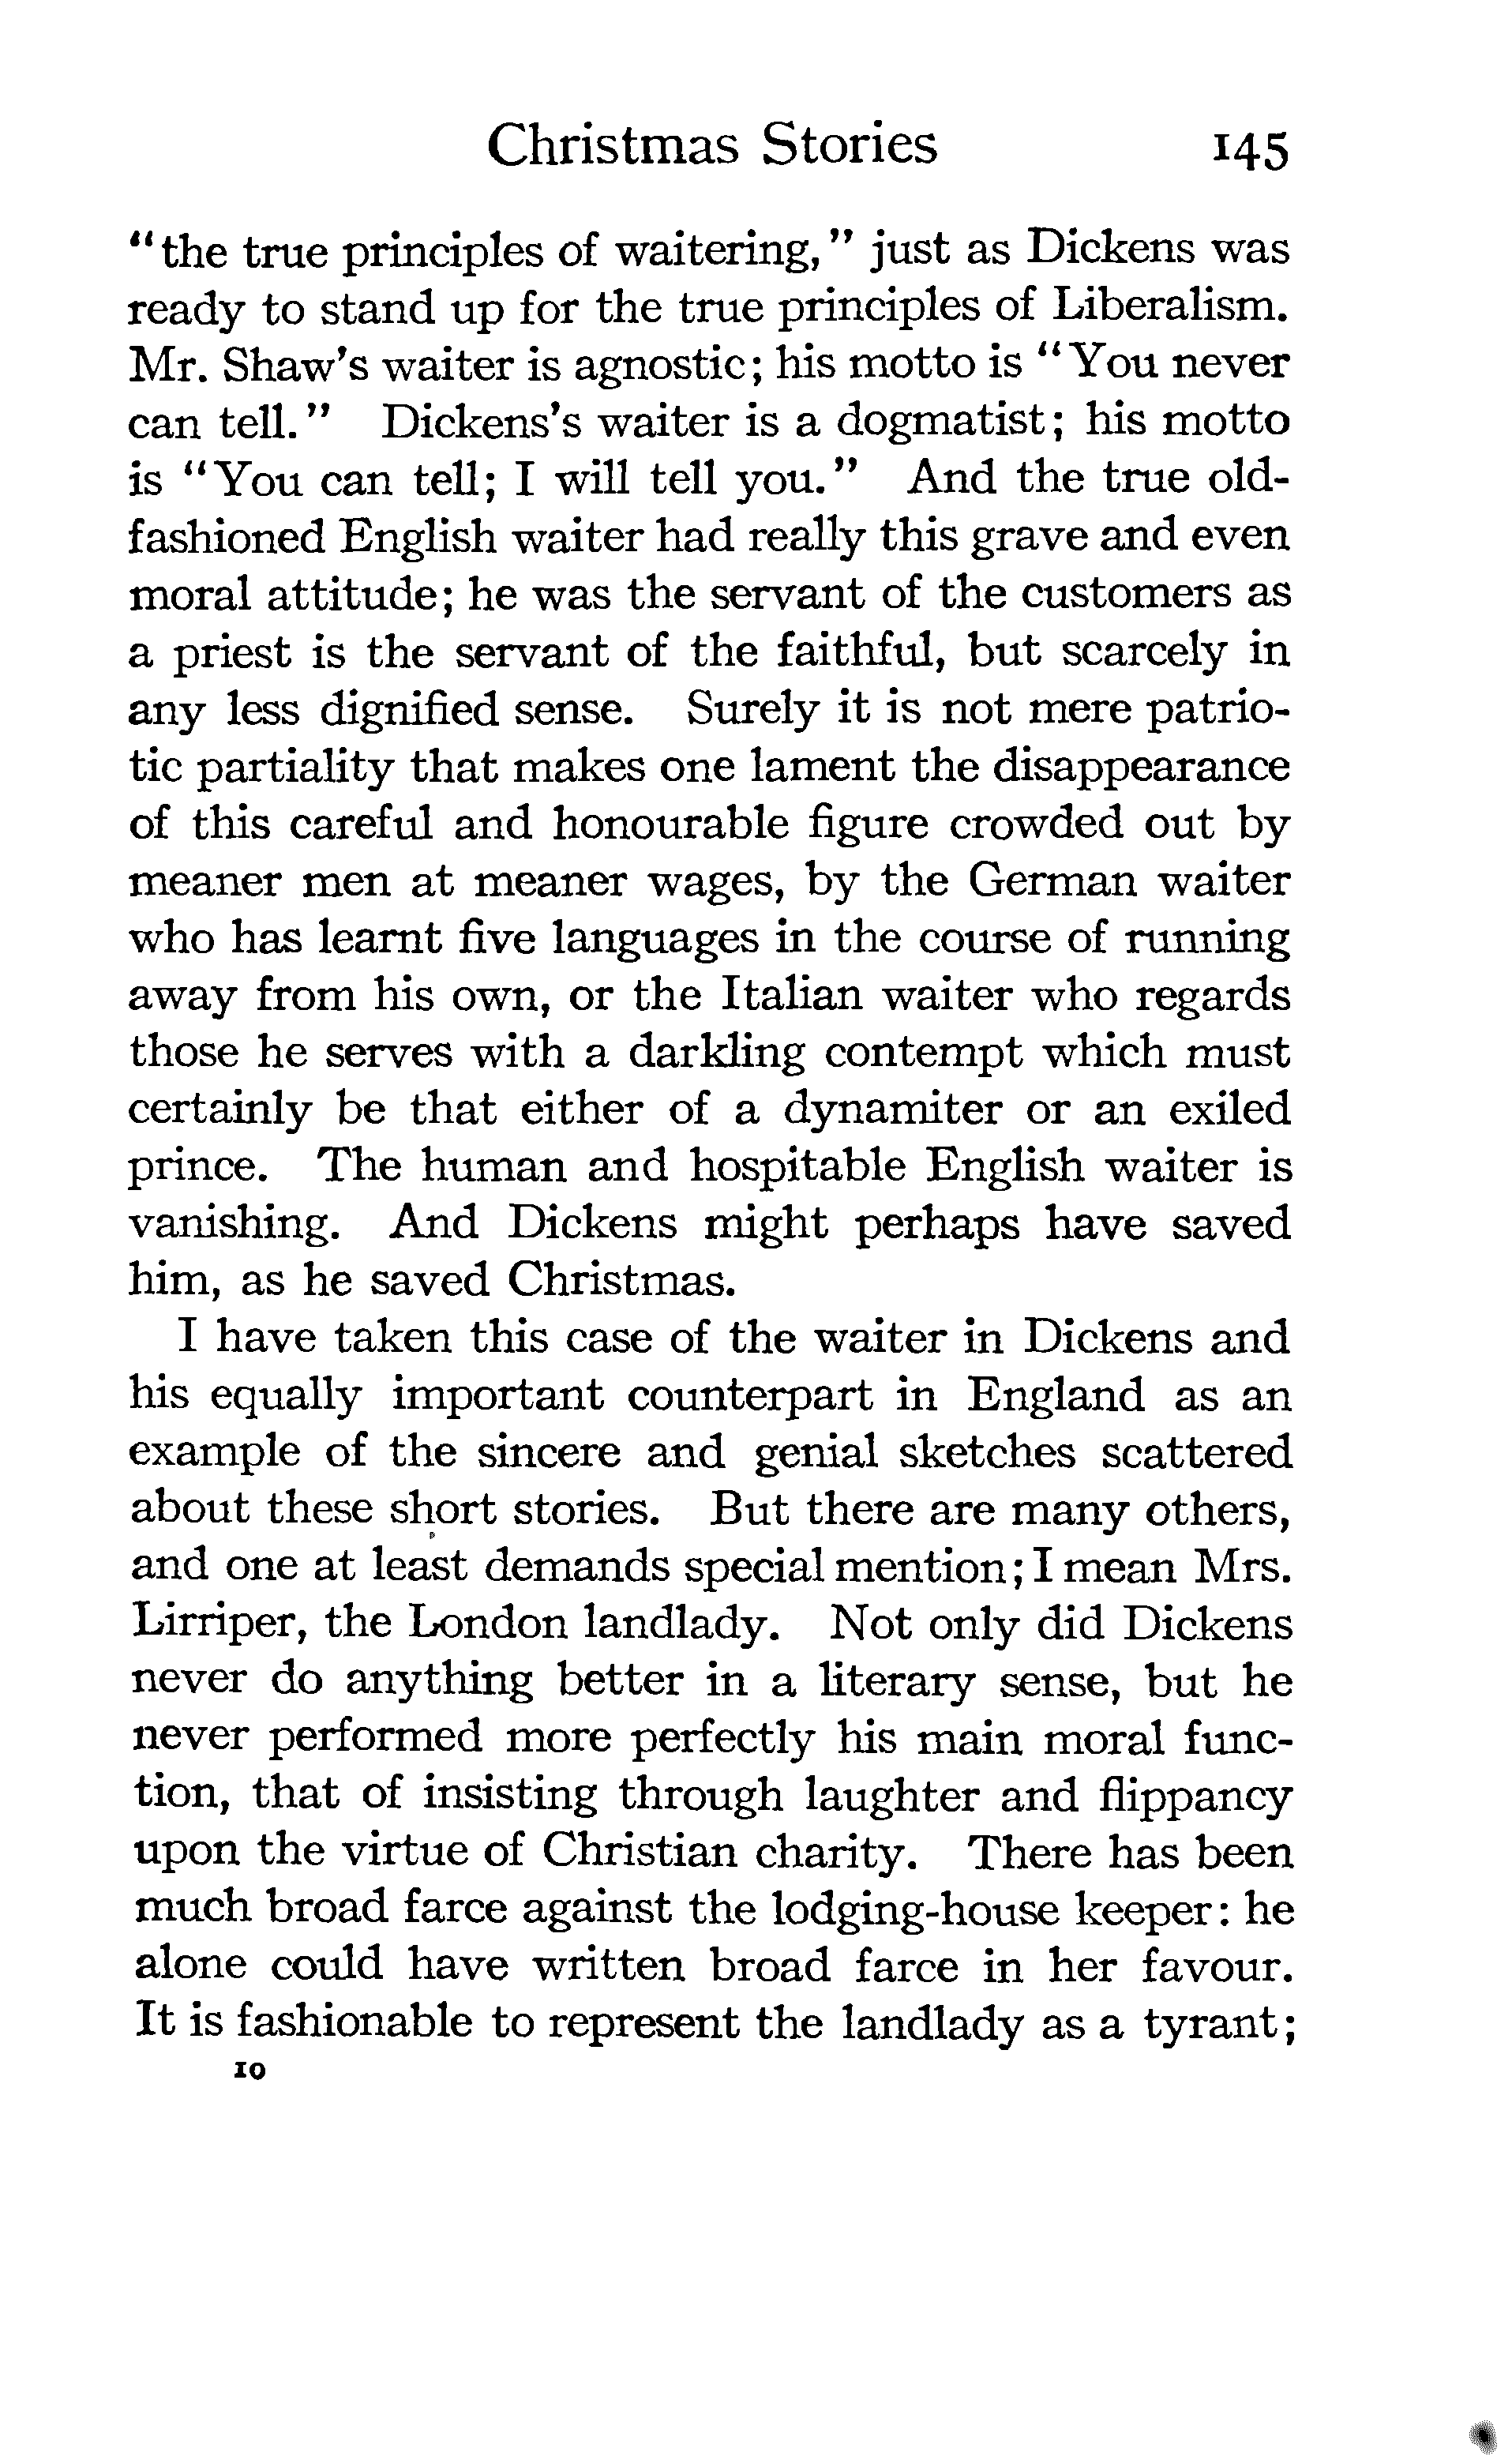 Christmas Stories 145
"the true principles of waitering," just as Dickens was
ready to stand up for the true principles of Liberalism.
Mr. Shaw's waiter is agnostic; his motto is "You never
can tell." Dickens's waiter is a dogmatist; his motto
is "You can tell; I will tell you." And the true old-
fashioned English waiter had really this grave and even
moral attitude; he was the servant of the customers as
a priest is the servant of the faithful, but scarcely in
any less dignified sense. Surely it is not mere patrio-
tic partiality that makes one lament the disappearance
of this careful and honourable figure crowded out by
meaner men at meaner wages, by the German waiter
who has learnt five languages in the course of running
away from his own, or the Italian waiter who regards
those he serves with a darkling contempt which must
certainly be that either of a dynamiter or an exiled
prince. The human and hospitable English waiter is
vanishing. And Dickens might perhaps have saved
him, as he saved Christmas.
I have taken this case of the waiter in Dickens and
his equally important counterpart in England as an
example of the sincere and genial sketches scattered
about these short stories. But there are many others,
and one at least demands special mention; I mean Mrs.
Lirriper, the London landlady. Not only did Dickens
never do anything better in a literary sense, but he
never performed more perfectly his main moral func-
tion, that of insisting through laughter and flippancy
upon the virtue of Christian charity. There has been
much broad farce against the lodging-house keeper: he
alone could have written broad farce in her favour.
It is fashionable to represent the landlady as a tyrant;
10